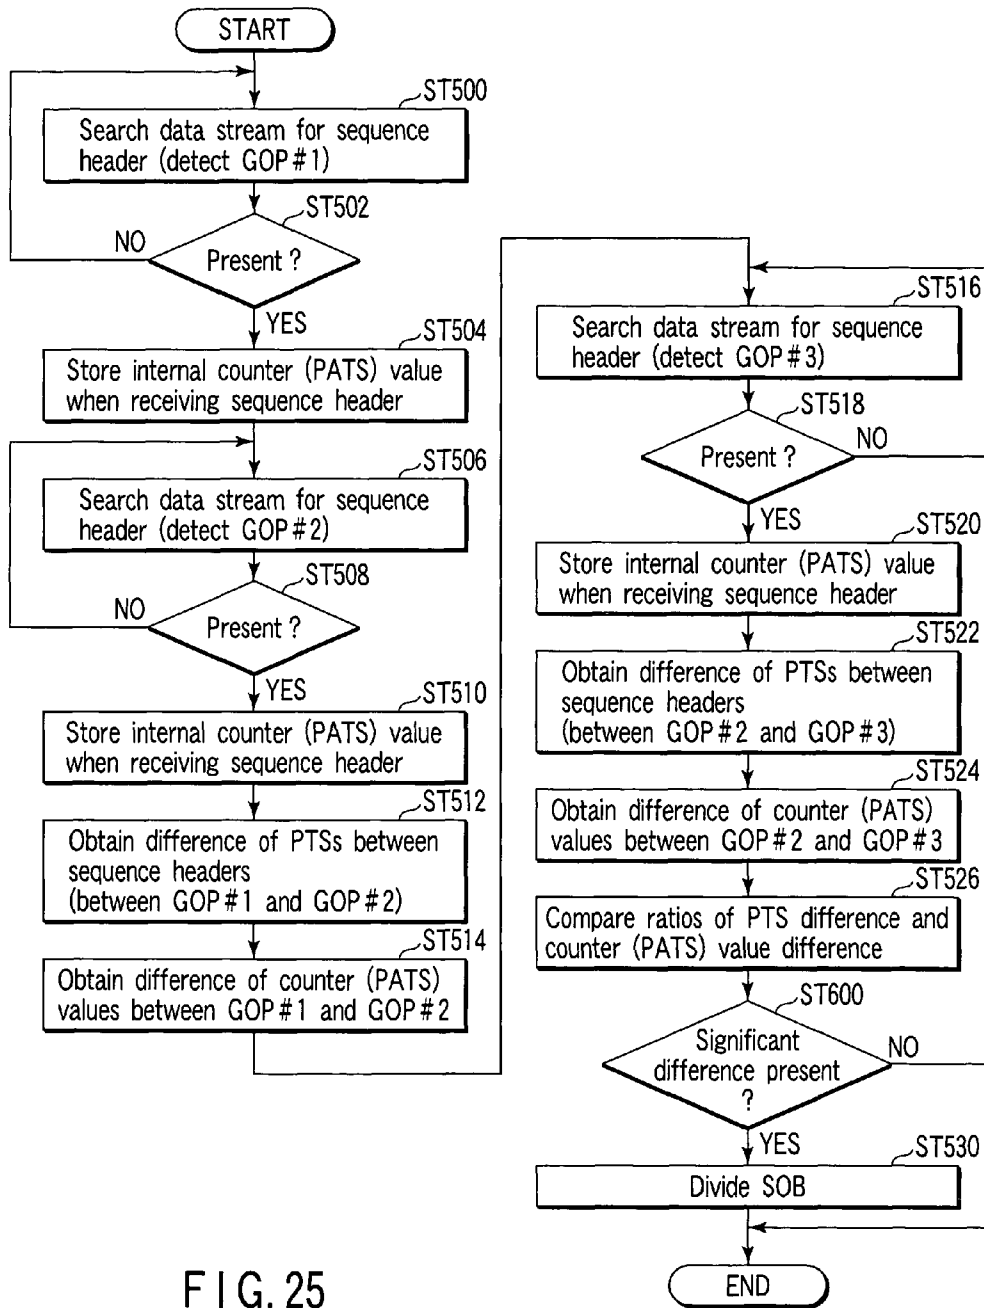 START
ST500
Search data stream for sequence
header (detect GOP#1)
ST502
NO
Present ?
YES
ST504
Store internal counter (PATS) value
when receiving sequence header
ST506
Search data stream for sequence
header (detect GOP#2)
ST508
NO
Present ?
YES
ST510
Store internal counter (PATS) value
when receiving sequence header
ST512
Obtain difference of PTSs between
sequence headers
(between GOP#1 and GOP#2)
ST514
Obtain difference of counter (PATS)
values between GOP#1 and GOP#2
ST516
Search data stream for sequence
header (detect GOP#3)
ST518
NO
Present ?
YES
ST520
Store internal counter (PATS) value
when receiving sequence header
ST522
Obtain difference of PTSs between
sequence headers
(between GOP#2 and GOP#3)
ST524
Obtain difference of counter (PATS)
values between GOP#2 and GOP#3
ST526
Compare ratios of PTS difference and
counter (PATS) value difference
ST600
Significant
difference present
?
NO
YES
ST530
Divide SOB
END
FIG. 25